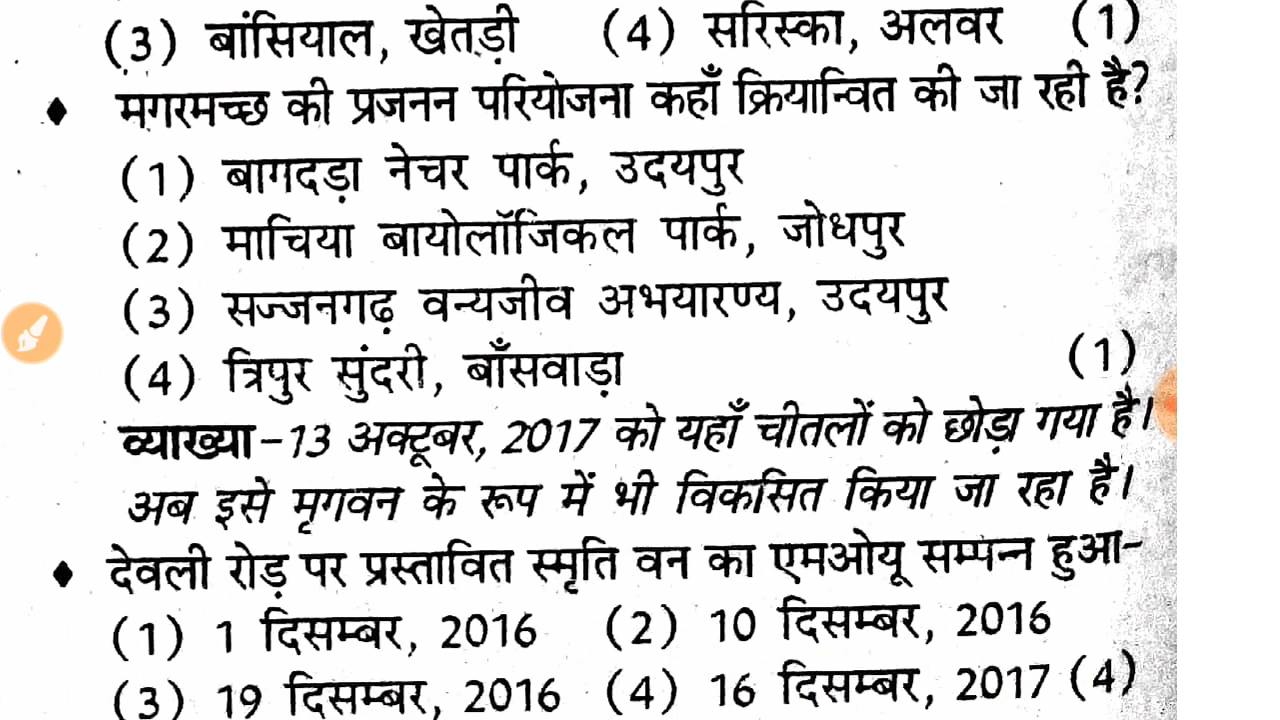 (3) बांसियाल, खेतड़ी (4) सरिस्का, अलवर (1)
♦ मगरमच्छ की प्रजनन परियोजना कहाँ क्रियान्वित की जा रही है?
(1) बागदड़ा नेचर पार्क, उदयपुर
(2) माचिया बायोलॉजिकल पार्क, जोधपुर
(3) सज्जनगढ़ वन्यजीव अभयारण्य, उदयपुर
(4) त्रिपुर सुंदरी, बाँसवाड़ा (1)
व्याख्या–13 अक्टूबर, 2017 को यहाँ चीतलों को छोड़ा गया है।
अब इसे मृगवन के रूप में भी विकसित किया जा रहा है।
♦ देवली रोड़ पर प्रस्तावित स्मृति वन का एमओयू सम्पन्न हुआ–
(1) 1 दिसम्बर, 2016 (2) 10 दिसम्बर, 2016
(3) 19 दिसम्बर, 2016 (4) 16 दिसम्बर, 2017 (4)